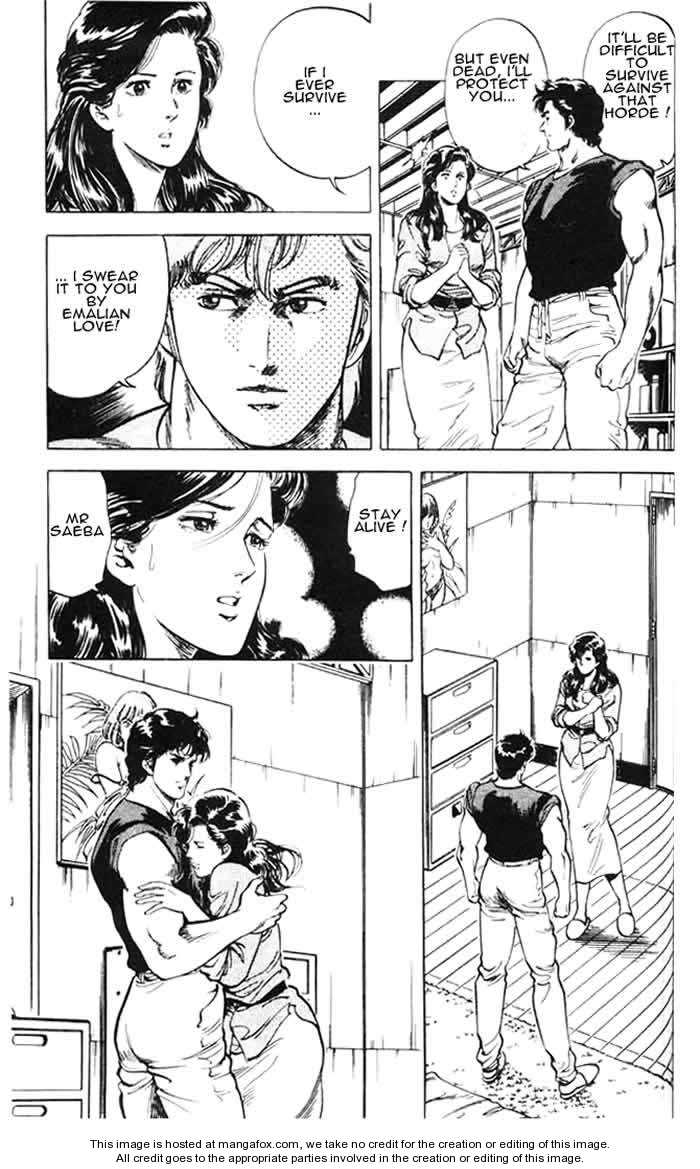 IT'LL BE
DIFFICULT
TO
SURVIVE
AGAINST
THAT
HORDE !
BUT EVEN
DEAD, I'LL
PROTECT
YOU...
IF I
EVER
SURVIVE
...
... I SWEAR
IT TO YOU
BY
EMALIAN
LOVE!
STAY
ALIVE !
MR
SAEBA
This image is hosted at mangafox.com, we take no credit for the creation or editing of this image.
All credit goes to the appropriate parties involved in the creation or editing of this image.